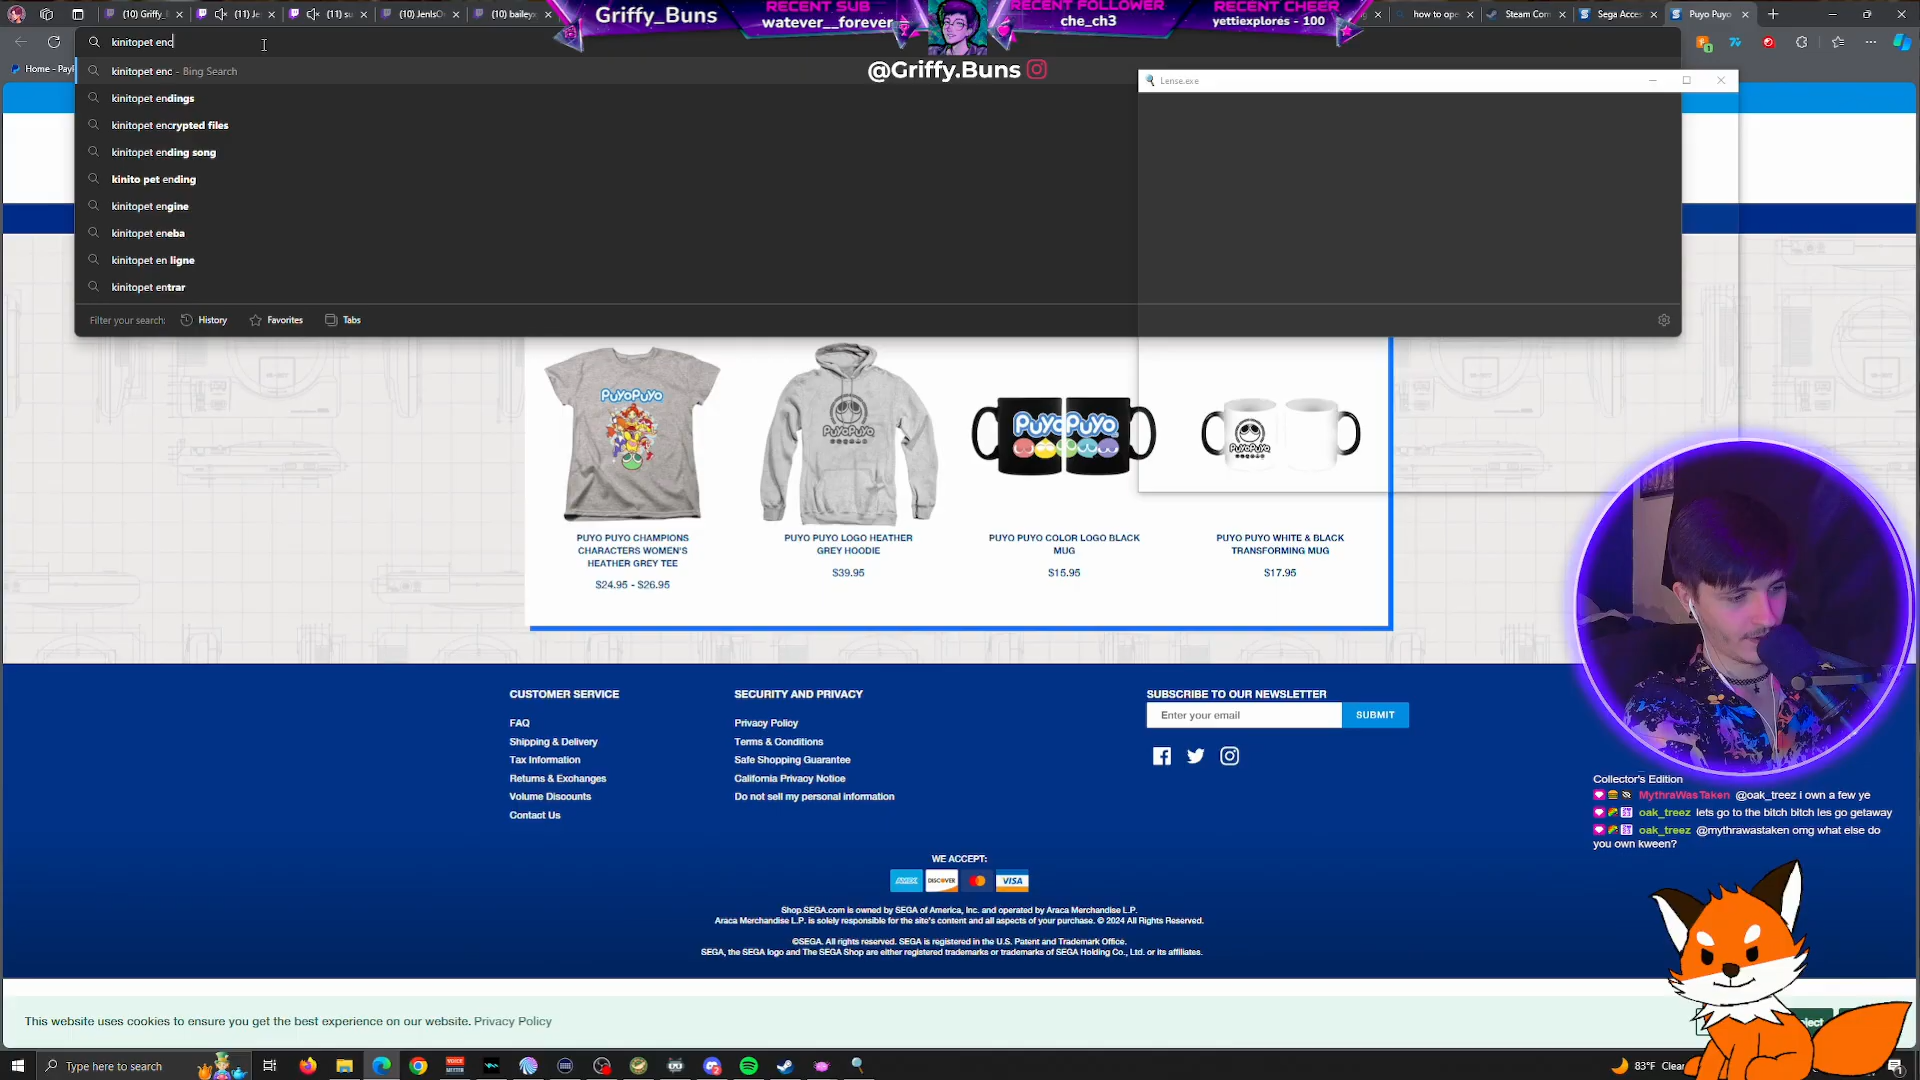 (10) Griffy_
(11) Je
(11) su
(10) JenIsO
(10) bailey
Griffy_Buns
RECENT SUB
watever__forever
RECENT FOLLOWER
che_ch3
RECENT CHEER
yettiexplores - 100
how to ope
Steam Com
Sega Acces
Puyo Puyo
kinitopet enc
Home - Pay
@Griffy.Buns
Lense.exe
kinitopet enc - Bing Search
kinitopet endings
kinitopet encrypted files
kinitopet ending song
kinito pet ending
kinitopet engine
kinitopet eneba
kinitopet en ligne
kinitopet entrar
Filter your search:
History
Favorites
Tabs
PUYO PUYO CHAMPIONS
CHARACTERS WOMEN'S
HEATHER GREY TEE
$24.95 - $26.95
PUYO PUYO LOGO HEATHER
GREY HOODIE
$39.95
PUYO PUYO COLOR LOGO BLACK
MUG
$15.95
PUYO PUYO WHITE & BLACK
TRANSFORMING MUG
$17.95
CUSTOMER SERVICE
FAQ
Shipping & Delivery
Tax Information
Returns & Exchanges
Volume Discounts
Contact Us
SECURITY AND PRIVACY
Privacy Policy
Terms & Conditions
Safe Shopping Guarantee
California Privacy Notice
Do not sell my personal information
SUBSCRIBE TO OUR NEWSLETTER
Enter your email
SUBMIT
Collector's Edition
MythraWasTaken @oak_treez i own a few ye
oak_treez lets go to the bitch bitch les go getaway
oak_treez @mythrawastaken omg what else do
you own kween?
WE ACCEPT:
DISCOVER
VISA
Shop.SEGA.com is owned by SEGA of America, Inc. and operated by Araca Merchandise L.P.
Araca Merchandise L.P. is solely responsible for the site's content and all aspects of your purchase. © 2024 All Rights Reserved.
©SEGA. All rights reserved. SEGA is registered in the U.S. Patent and Trademark Office.
SEGA, the SEGA logo and The SEGA Shop are either registered trademarks or trademarks of SEGA Holding Co., Ltd. or its affiliates.
This website uses cookies to ensure you get the best experience on our website. Privacy Policy
Type here to search
83°F Clea